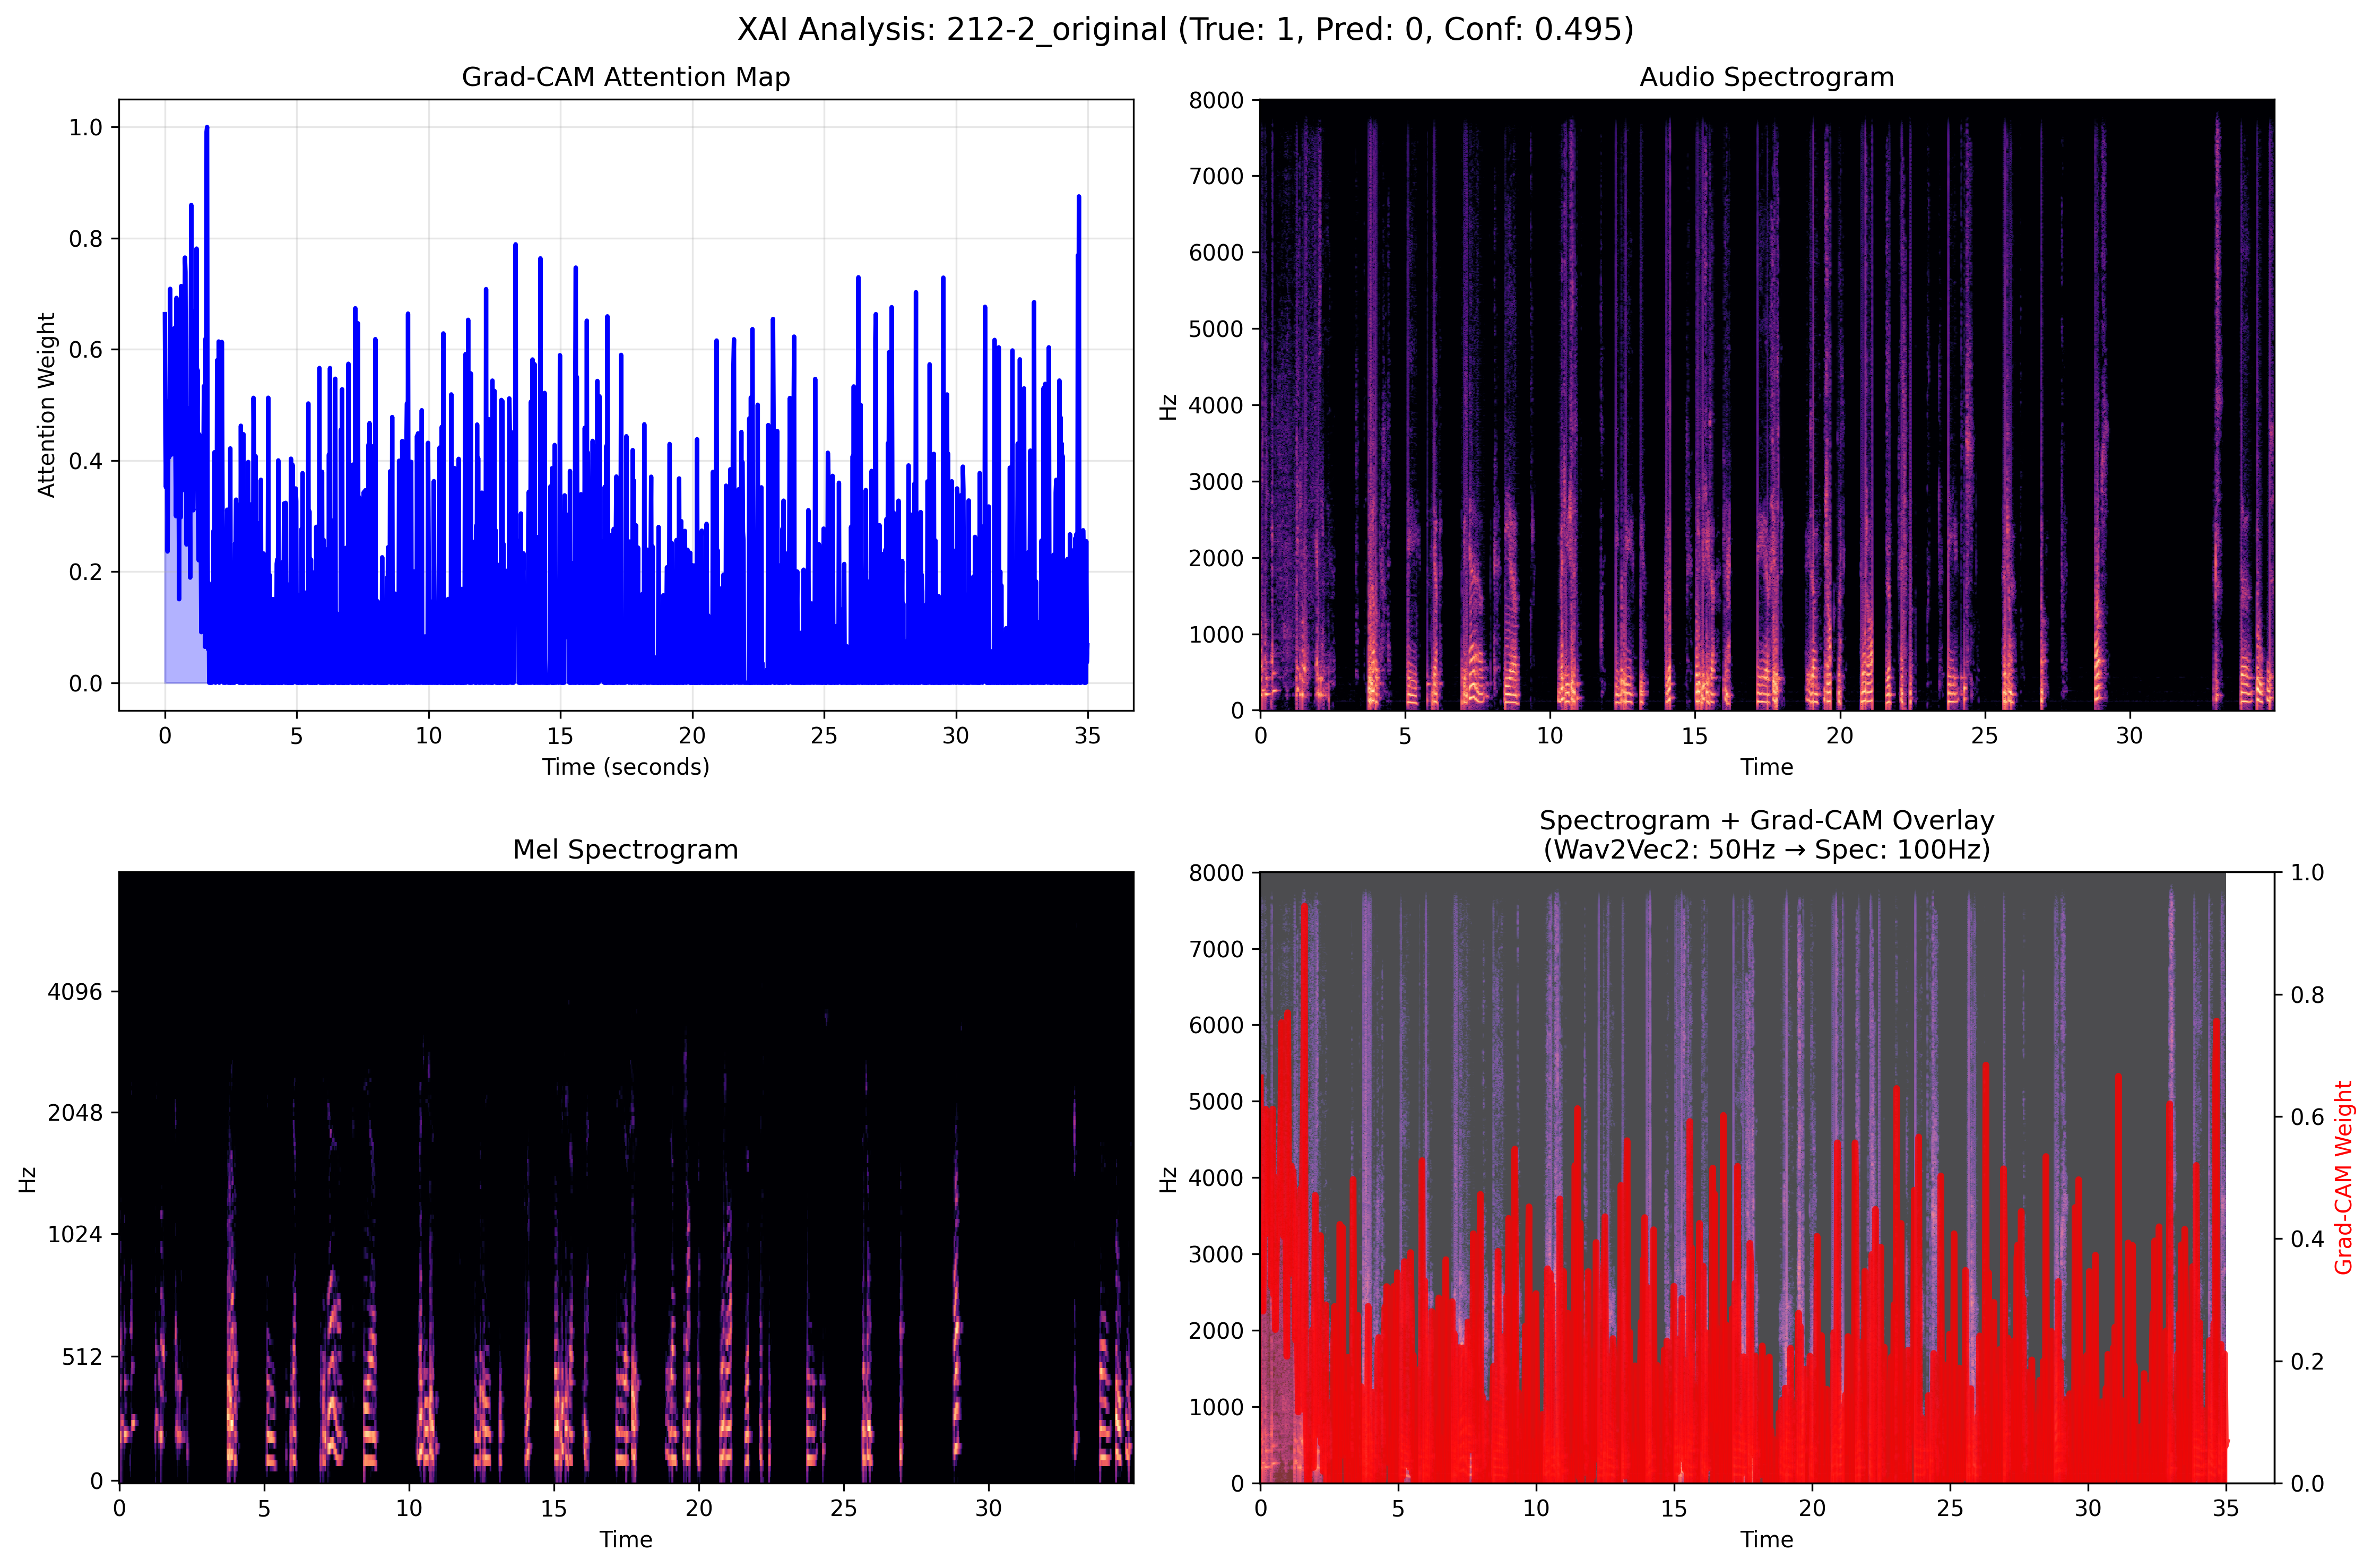 XAI Analysis: 212-2_original (True: 1, Pred: 0, Conf: 0.495)
Grad-CAM Attention Map
Attention Weight
1.0
0.8
0.6
0.4
0.2
0.0
0 5 10 15 20 25 30 35
Time (seconds)
Audio Spectrogram
Hz
8000
7000
6000
5000
4000
3000
2000
1000
0
0 5 10 15 20 25 30
Time
Mel Spectrogram
Hz
4096
2048
1024
512
0
0 5 10 15 20 25 30
Time
Spectrogram + Grad-CAM Overlay
(Wav2Vec2: 50Hz → Spec: 100Hz)
Hz
8000
7000
6000
5000
4000
3000
2000
1000
0
0 5 10 15 20 25 30 35
Time
1.0
0.8
0.6
0.4
0.2
0.0
Grad-CAM Weight